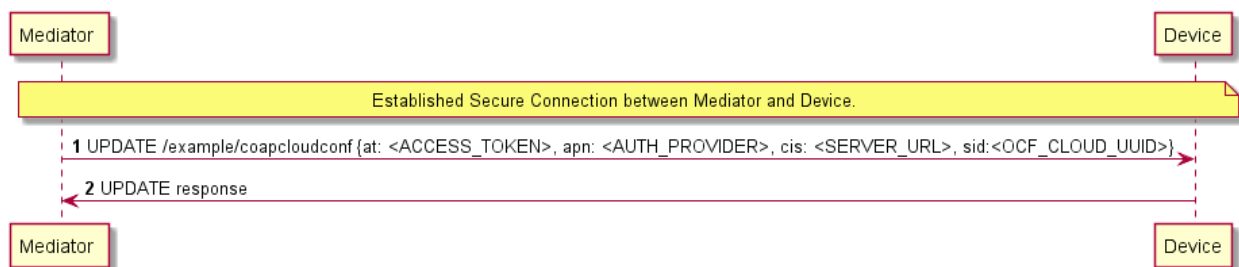 Mediator
Device
Established Secure Connection between Mediator and Device.
1 UPDATE /example/coapcloudconf {at: <ACCESS_TOKEN>, apn: <AUTH_PROVIDER>, cis: <SERVER_URL>, sid:<OCF_CLOUD_UUID>}
2 UPDATE response
Mediator
Device